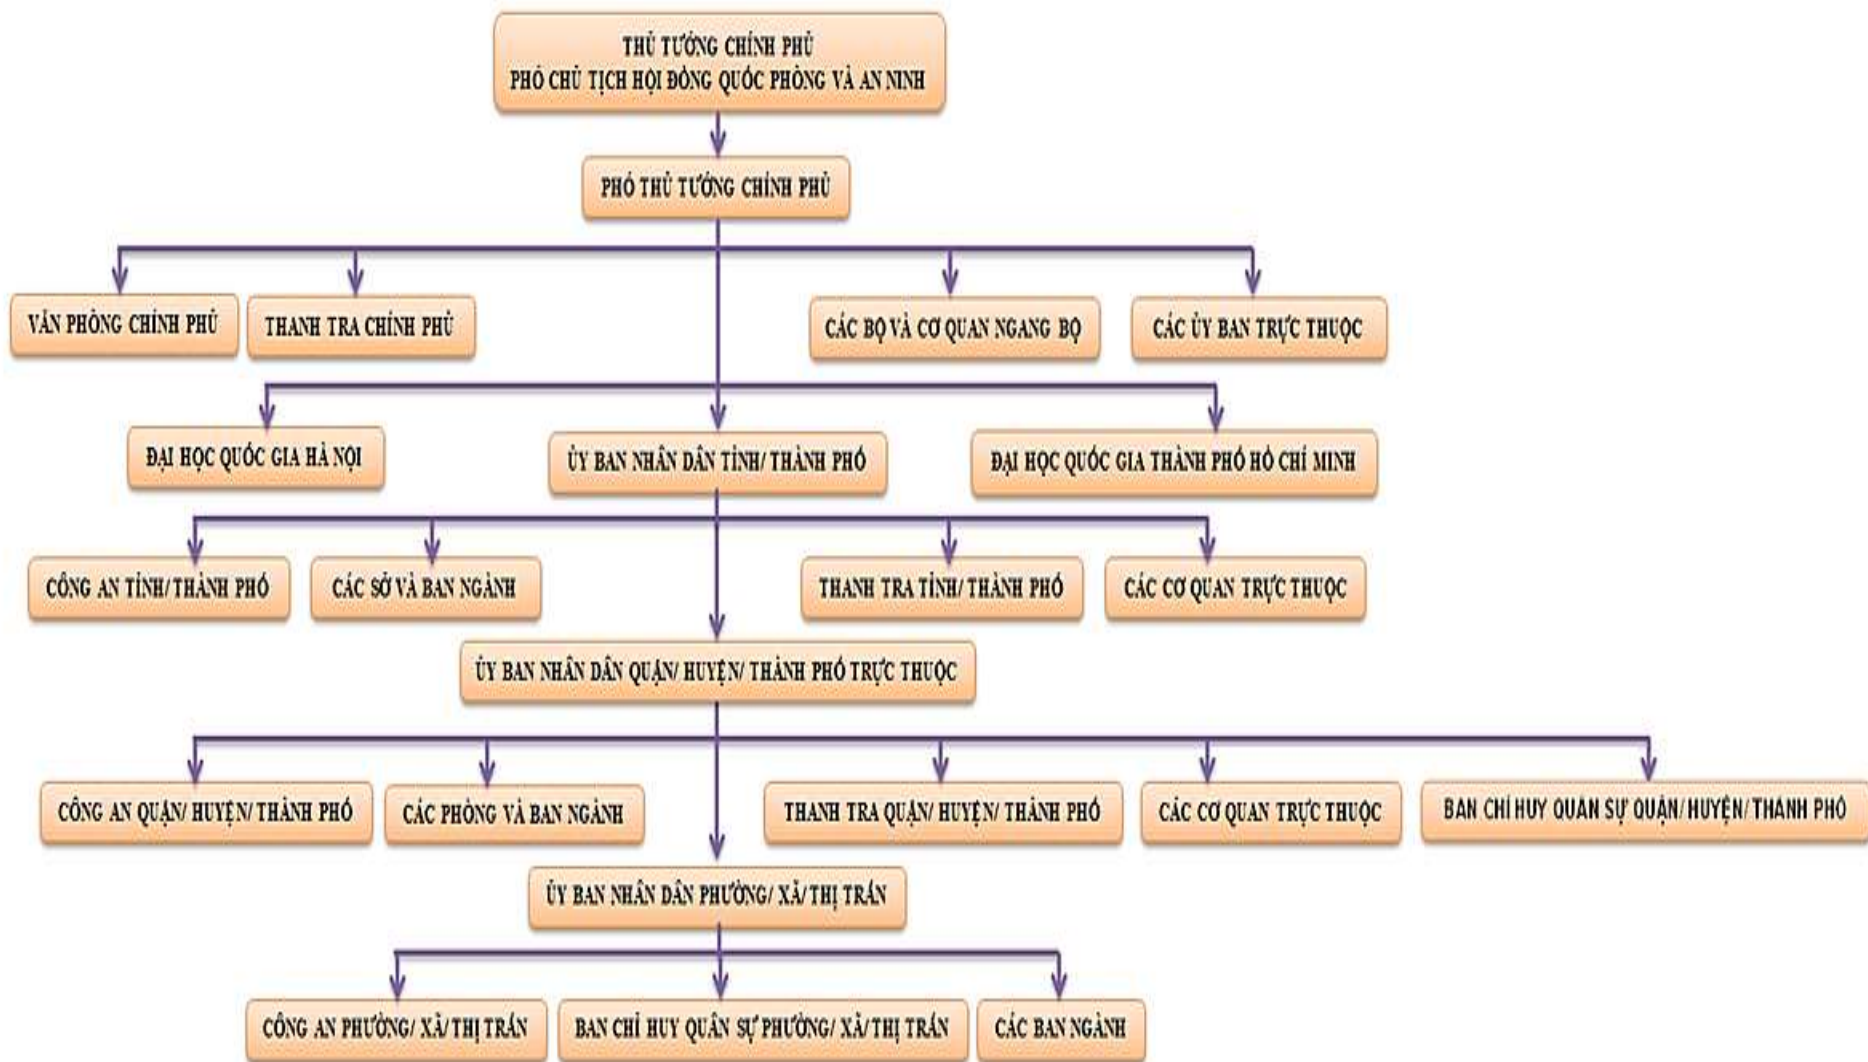 THỦ TƯỚNG CHÍNH PHỦ
PHÓ CHỦ TỊCH HỘI ĐỒNG QUỐC PHÒNG VÀ AN NINH
PHÓ THỦ TƯỚNG CHÍNH PHỦ
VĂN PHÒNG CHÍNH PHỦ
THANH TRA CHÍNH PHỦ
CÁC BỘ VÀ CƠ QUAN NGANG BỘ
CÁC ỦY BAN TRỰC THUỘC
ĐẠI HỌC QUỐC GIA HÀ NỘI
ỦY BAN NHÂN DÂN TỈNH/ THÀNH PHỐ
ĐẠI HỌC QUỐC GIA THÀNH PHỐ HỒ CHÍ MINH
CÔNG AN TỈNH/ THÀNH PHỐ
CÁC SỞ VÀ BAN NGÀNH
THANH TRA TỈNH/ THÀNH PHỐ
CÁC CƠ QUAN TRỰC THUỘC
ỦY BAN NHÂN DÂN QUẬN/ HUYỆN/ THÀNH PHỐ TRỰC THUỘC
CÔNG AN QUẬN/ HUYỆN/ THÀNH PHỐ
CÁC PHÒNG VÀ BAN NGÀNH
THANH TRA QUẬN/ HUYỆN/ THÀNH PHỐ
CÁC CƠ QUAN TRỰC THUỘC
BAN CHỈ HUY QUÂN SỰ QUẬN/ HUYỆN/ THÀNH PHỐ
ỦY BAN NHÂN DÂN PHƯỜNG/ XÃ/ THỊ TRẤN
CÔNG AN PHƯỜNG/ XÃ/ THỊ TRẤN
BAN CHỈ HUY QUÂN SỰ PHƯỜNG/ XÃ/ THỊ TRẤN
CÁC BAN NGÀNH